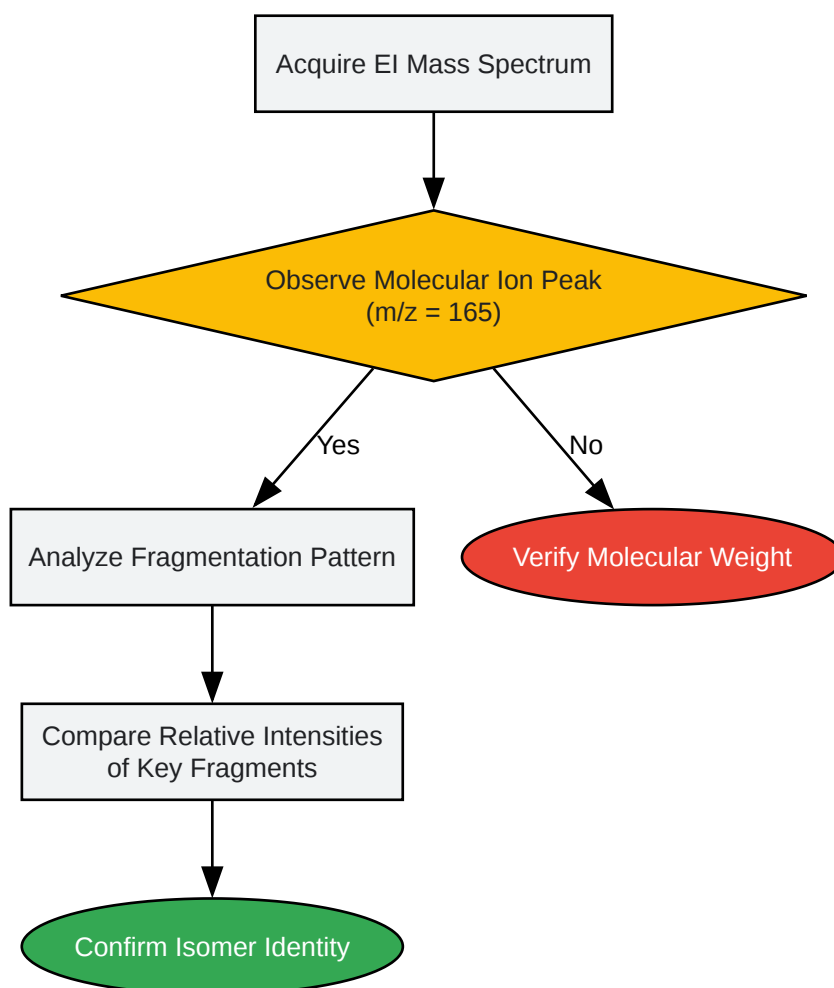 Acquire EI Mass Spectrum
Observe Molecular Ion Peak
(m/z = 165)
Yes
No
Analyze Fragmentation Pattern
Verify Molecular Weight
Compare Relative Intensities
of Key Fragments
Confirm Isomer Identity